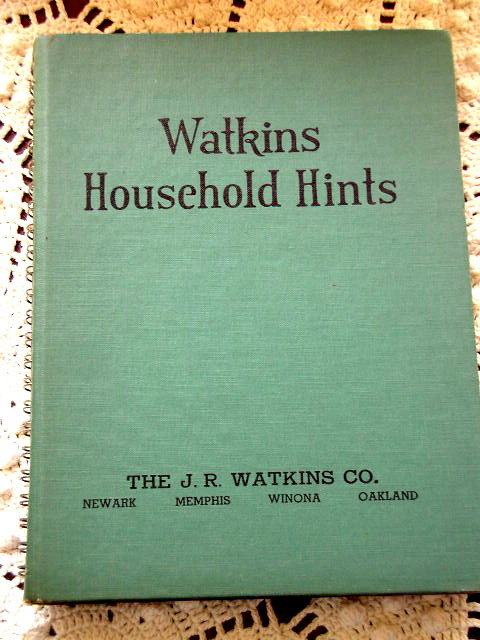 Watkins
Household Hints
THE J. R. WATKINS CO.
NEWARK MEMPHIS WINONA OAKLAND